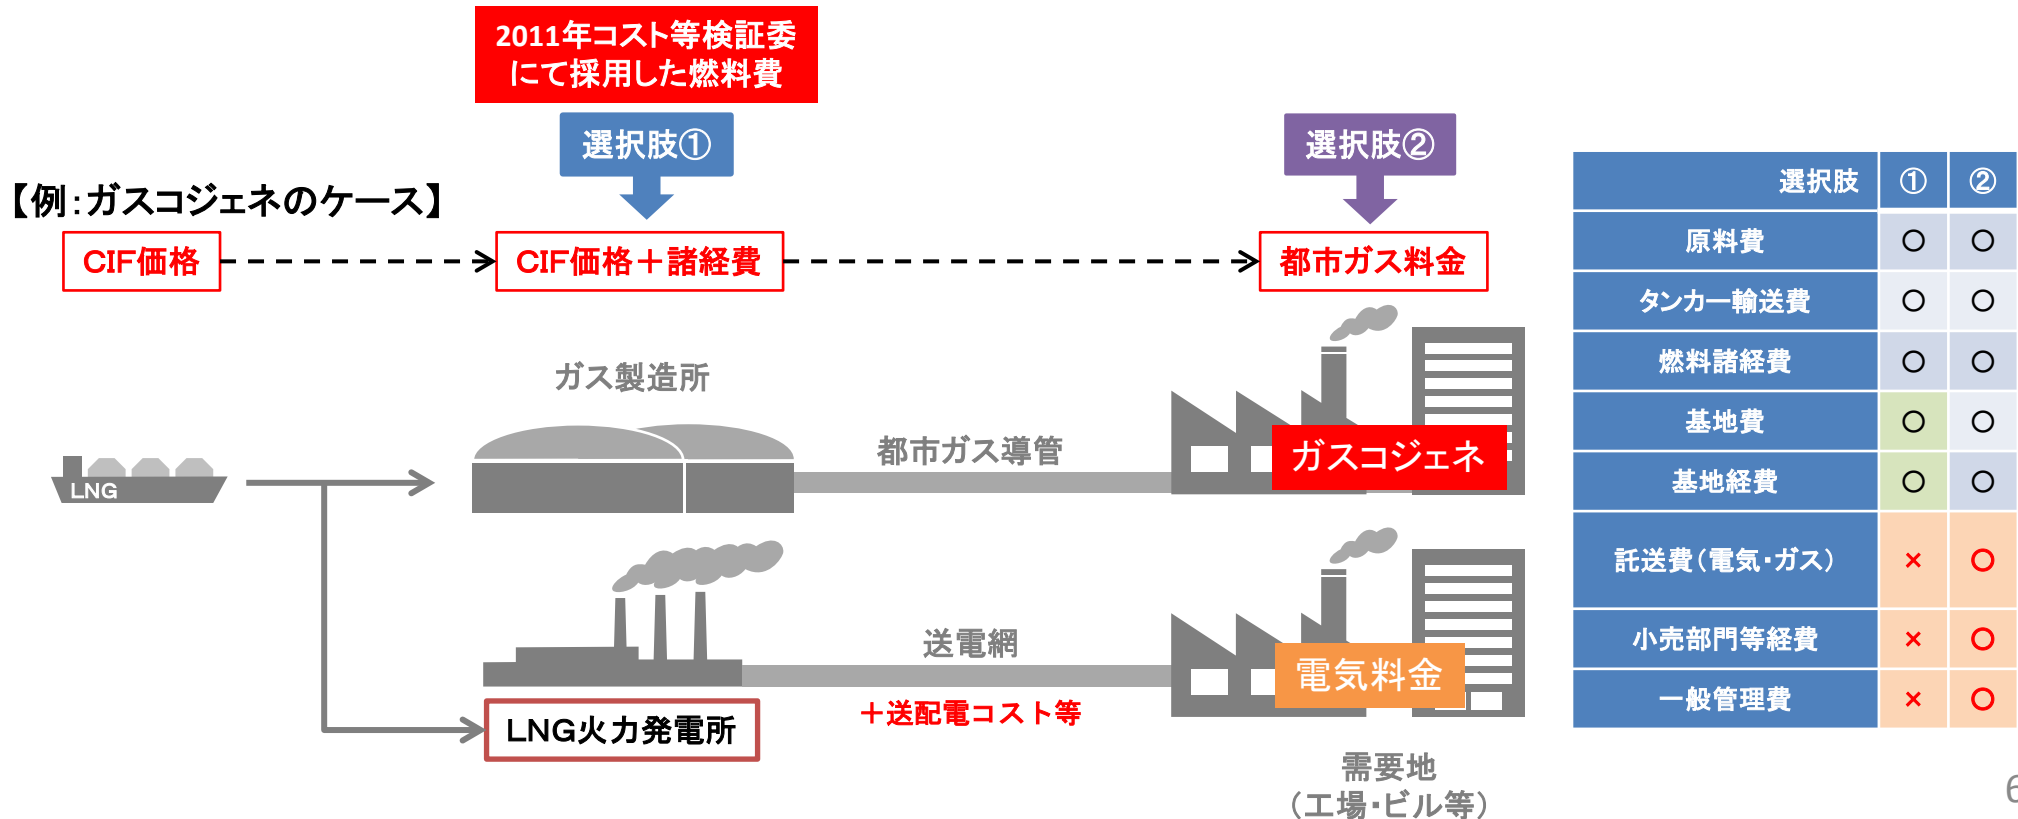 2011年コスト等検証委
にて採用した燃料費
選択肢①
選択肢②
【例：ガスコジェネのケース】
CIF価格
CIF価格＋諸経費
都市ガス料金
ガス製造所
都市ガス導管
ガスコジェネ
LNG
送電網
＋送配電コスト等
電気料金
LNG火力発電所
需要地
（工場・ビル等）
選択肢 ① ②
原料費 ○ ○
タンカー輸送費 ○ ○
燃料諸経費 ○ ○
基地費 ○ ○
基地経費 ○ ○
託送費（電気・ガス） × ○
小売部門等経費 × ○
一般管理費 × ○
6